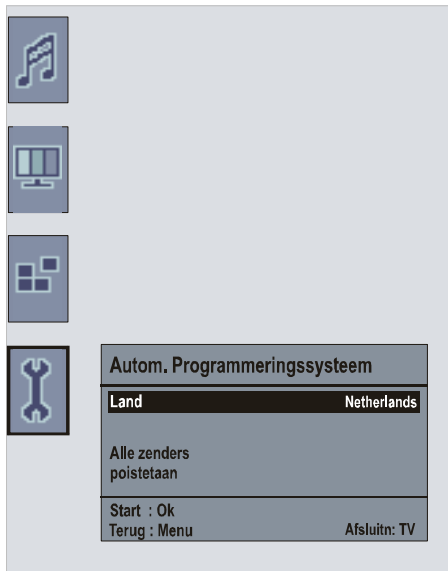 Autom. Programmeringssysteem
Land Netherlands
Alle zenders
poistetaan
Start : Ok
Terug : Menu Afsluitn: TV